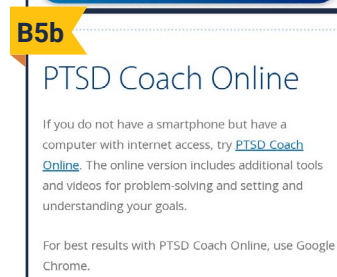 B5b
PTSD Coach Online
If you do not have a smartphone but have a
computer with internet access, try PTSD Coach
Online. The online version includes additional tools
and videos for problem-solving and setting and
understanding your goals.
For best results with PTSD Coach Online, use Google
Chrome.